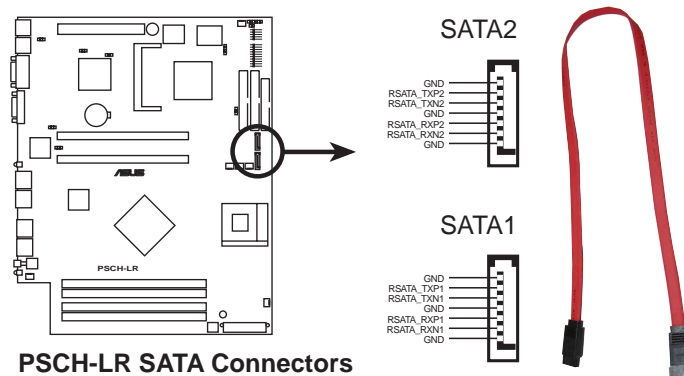 SATA2
GND
RSATA_TXP2
RSATA_TXN2
GND
RSATA_RXP2
RSATA_RXN2
GND
/ISUS
PSCH-LR
SATA1
GND
RSATA_TXP1
RSATA_TXN1
GND
RSATA_RXP1
RSATA_RXN1
GND
PSCH-LR SATA Connectors